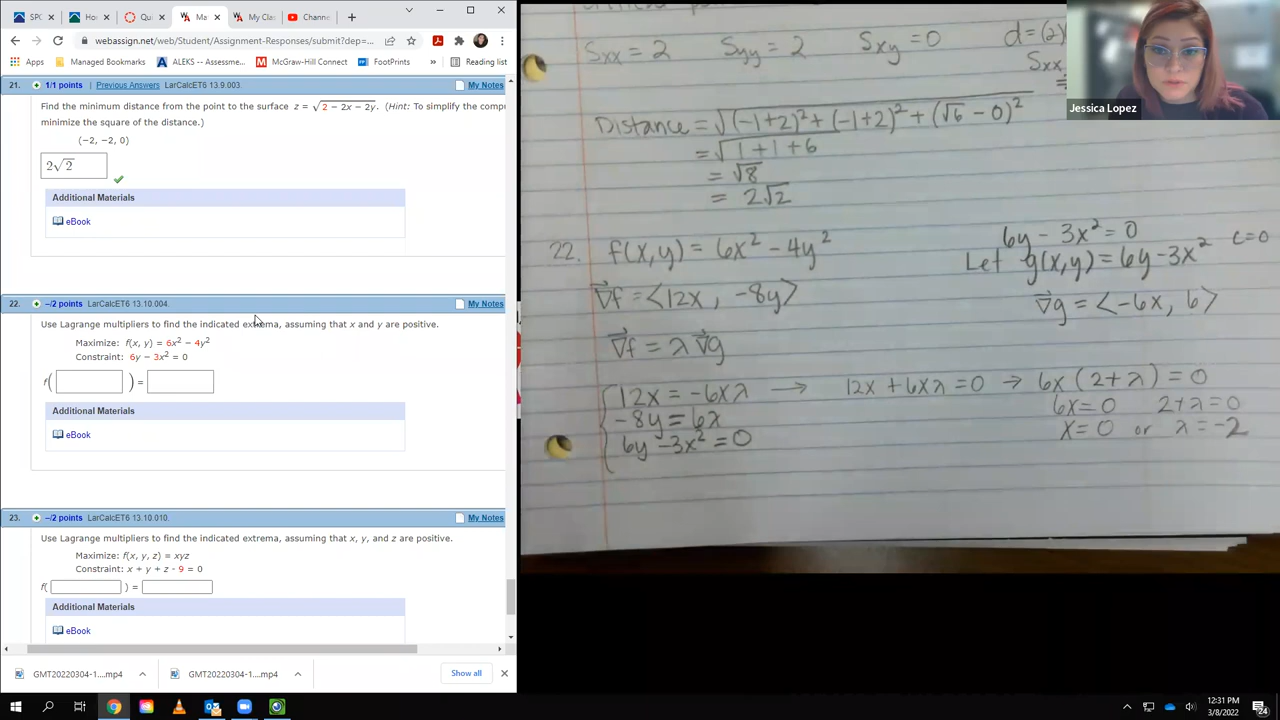 SPC
Ho
Qu
Ma
My Cla
Channe
webassign.net/web/Student/Assignment-Responses/submit?dep=...
Apps
Managed Bookmarks
ALEKS -- Assessme...
McGraw-Hill Connect
FootPrints
»
Reading list
21. 1/1 points Previous Answers LarCalcET6 13.9.003.
My Notes
Find the minimum distance from the point to the surface z = √2 − 2x − 2y. (Hint: To simplify the comp
minimize the square of the distance.)
(−2, −2, 0)
2√2
Additional Materials
eBook
22. −/2 points LarCalcET6 13.10.004.
My Notes
Use Lagrange multipliers to find the indicated extrema, assuming that x and y are positive.
Maximize: f(x, y) = 6x² − 4y²
Constraint: 6y − 3x² = 0
f( ) =
Additional Materials
eBook
23. −/2 points LarCalcET6 13.10.010.
My Notes
Use Lagrange multipliers to find the indicated extrema, assuming that x, y, and z are positive.
Maximize: f(x, y, z) = xyz
Constraint: x + y + z - 9 = 0
f( ) =
Additional Materials
eBook
GMT20220304-1....mp4
GMT20220304-1....mp4
Show all
Sxx = 2 Syy = 2 Sxy = 0 d = (2)
Sxx
Distance = √(-1+2)² + (-1+2)² + (√6 - 0)²
= √1 + 1 + 6
= √8
= 2√2
22. f(x,y) = 6x² - 4y²
6y - 3x² = 0
Let g(x,y) = 6y - 3x² c=0
∇f = <12x, -8y>
∇g = <-6x, 6>
∇f = λ∇g
12x = -6xλ → 12x + 6xλ = 0 → 6x(2+λ) = 0
-8y = 6λ
6x = 0 2+λ = 0
6y - 3x² = 0
x = 0 or λ = -2
Jessica Lopez
12:31 PM
3/8/2022
24